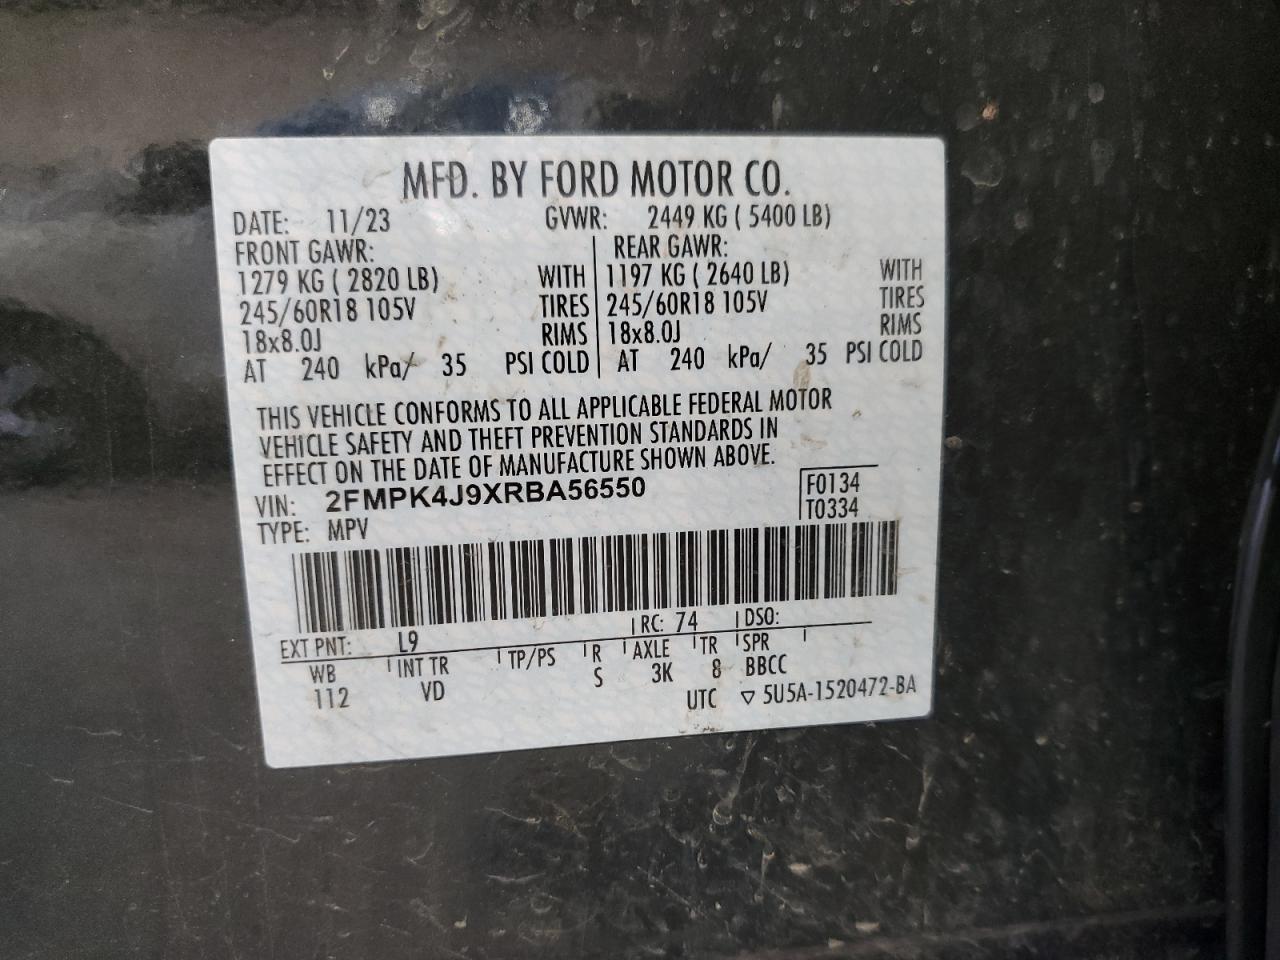 MFD. BY FORD MOTOR CO.
DATE: 11/23 GVWR: 2449 KG ( 5400 LB)
FRONT GAWR: REAR GAWR:
1279 KG ( 2820 LB) WITH 1197 KG ( 2640 LB) WITH
245/60R18 105V TIRES 245/60R18 105V TIRES
18x8.0J RIMS 18x8.0J RIMS
AT 240 kPa/ 35 PSI COLD AT 240 kPa/ 35 PSI COLD
THIS VEHICLE CONFORMS TO ALL APPLICABLE FEDERAL MOTOR
VEHICLE SAFETY AND THEFT PREVENTION STANDARDS IN
EFFECT ON THE DATE OF MANUFACTURE SHOWN ABOVE.
VIN: 2FMPK4J9XRBA56550 F0134
TYPE: MPV T0334
EXT PNT: L9 RC: 74 DSO:
WB INT TR TP/PS R AXLE TR SPR
112 VD S 3K 8 BBCC
UTC ▽ 5U5A-1520472-BA